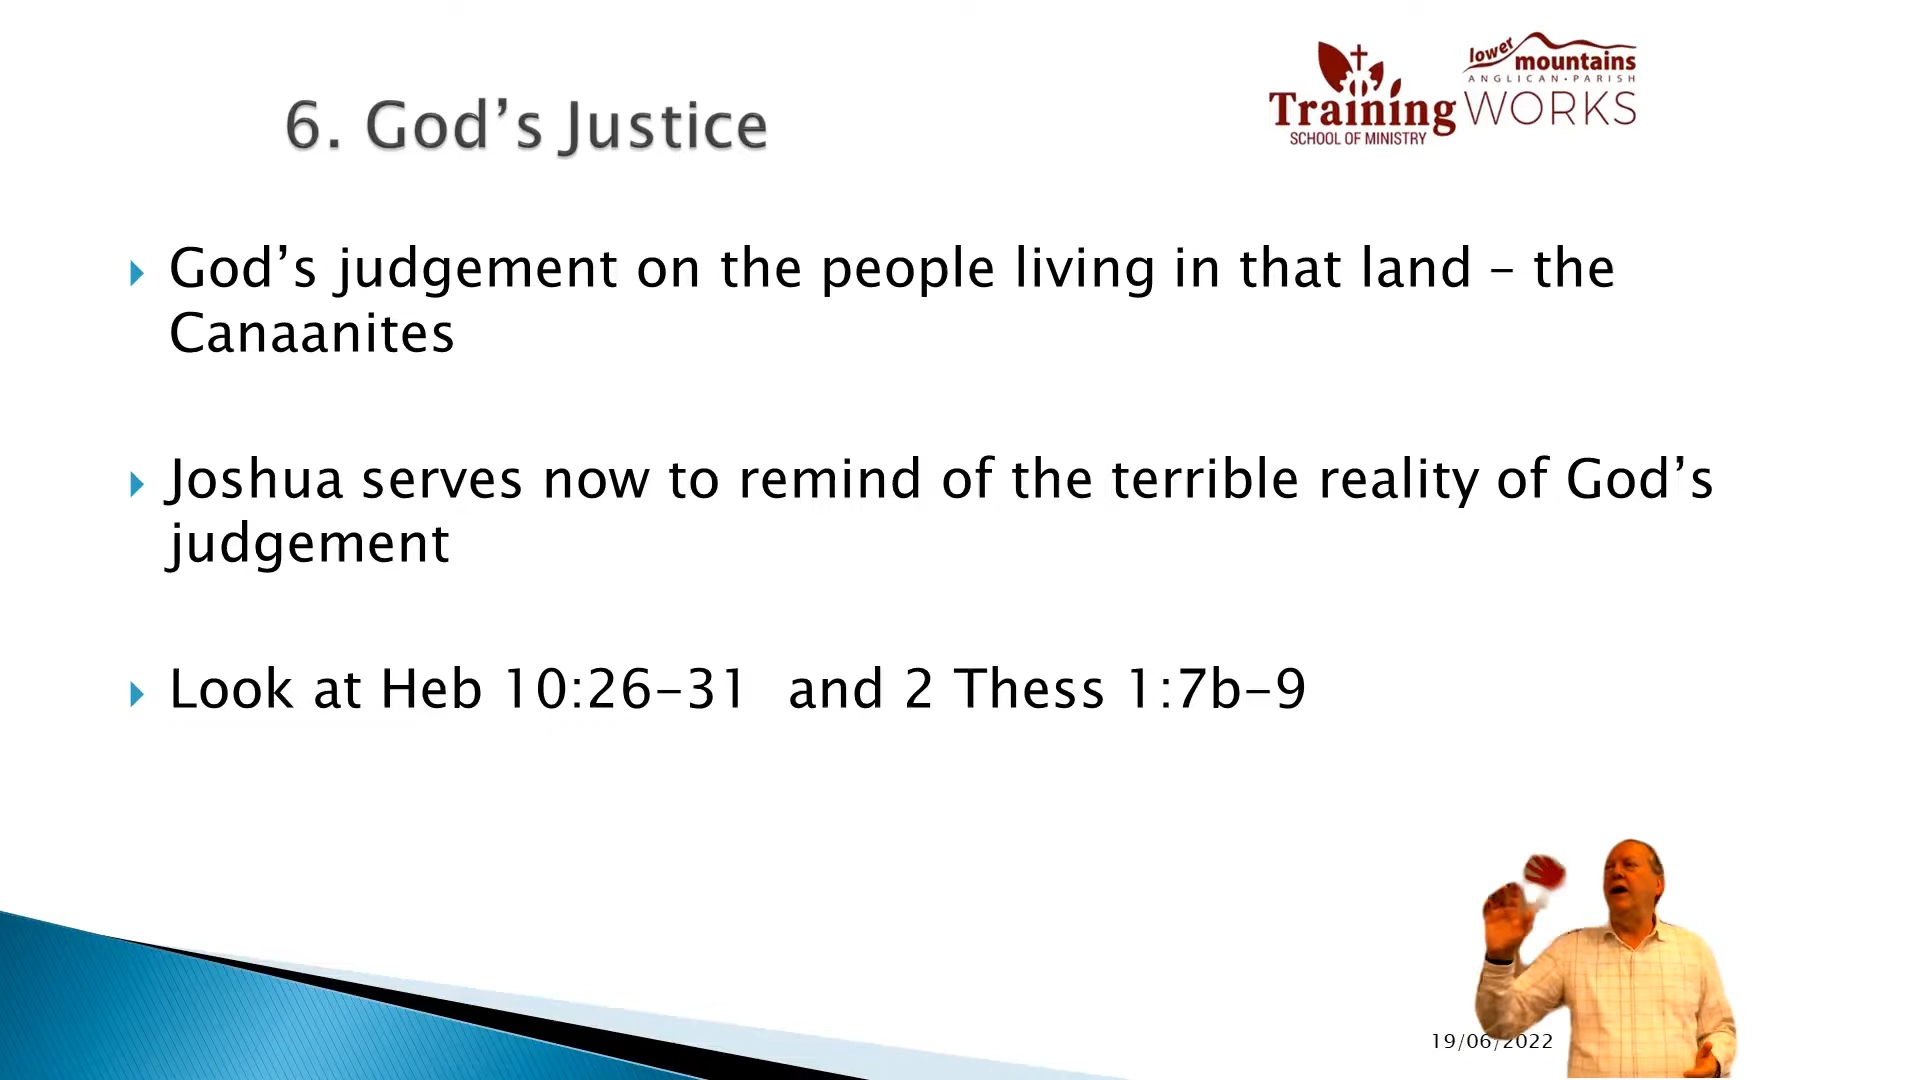 6. God’s Justice
Training
SCHOOL OF MINISTRY
lower
mountains
ANGLICAN•PARISH
WORKS
God’s judgement on the people living in that land – the
Canaanites
Joshua serves now to remind of the terrible reality of God’s
judgement
Look at Heb 10:26-31  and 2 Thess 1:7b-9
19/06/2022